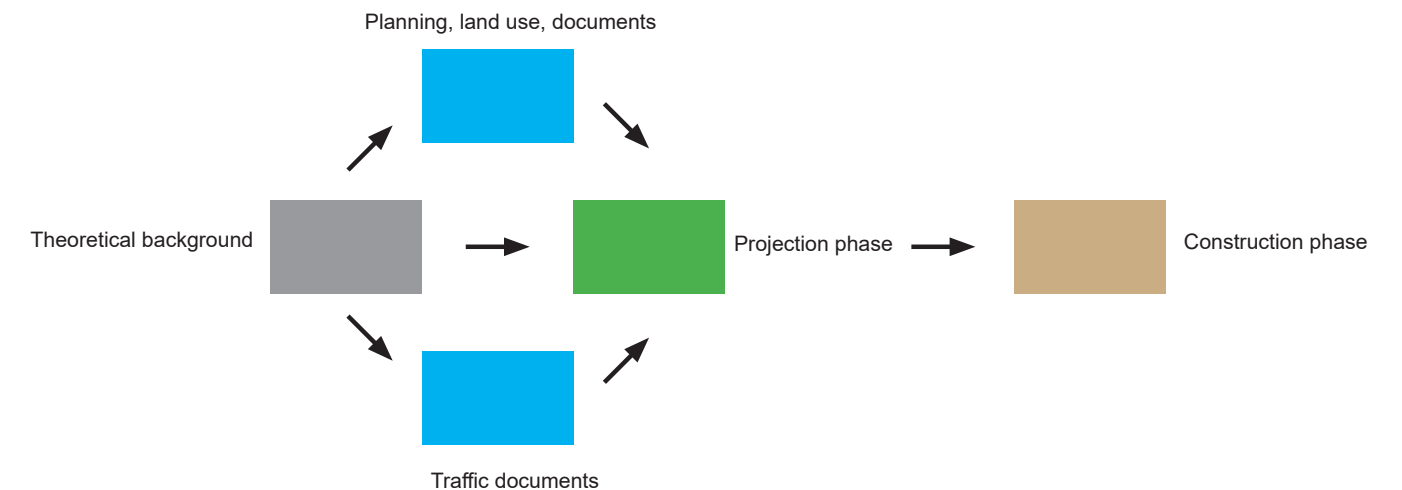 Planning, land use, documents
Theoretical background
Projection phase
Construction phase
Traffic documents